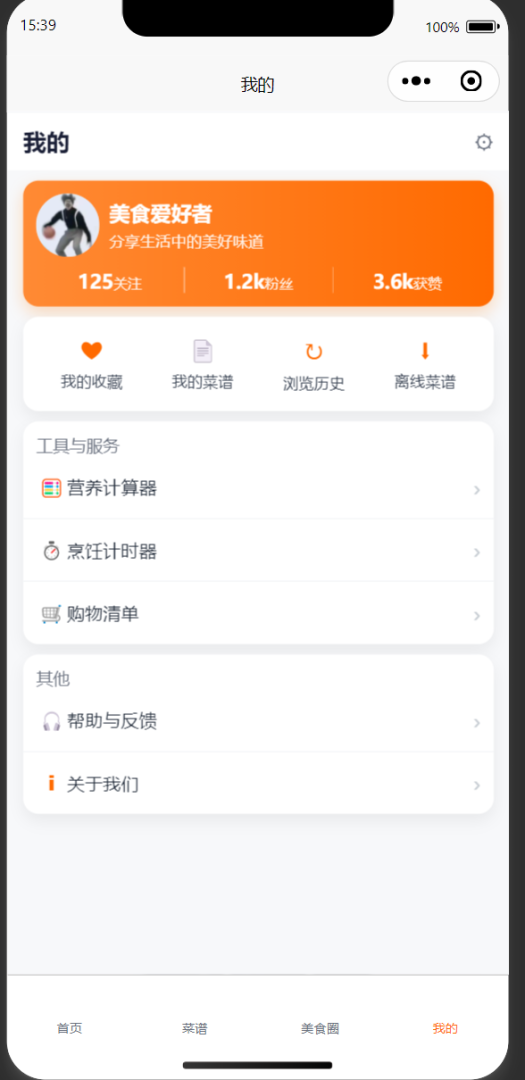 15:39
100%
我的
我的
美食爱好者
分享生活中的美好味道
125关注
1.2k粉丝
3.6k获赞
我的收藏
我的菜谱
浏览历史
离线菜谱
工具与服务
营养计算器
烹饪计时器
购物清单
其他
帮助与反馈
关于我们
首页
菜谱
美食圈
我的